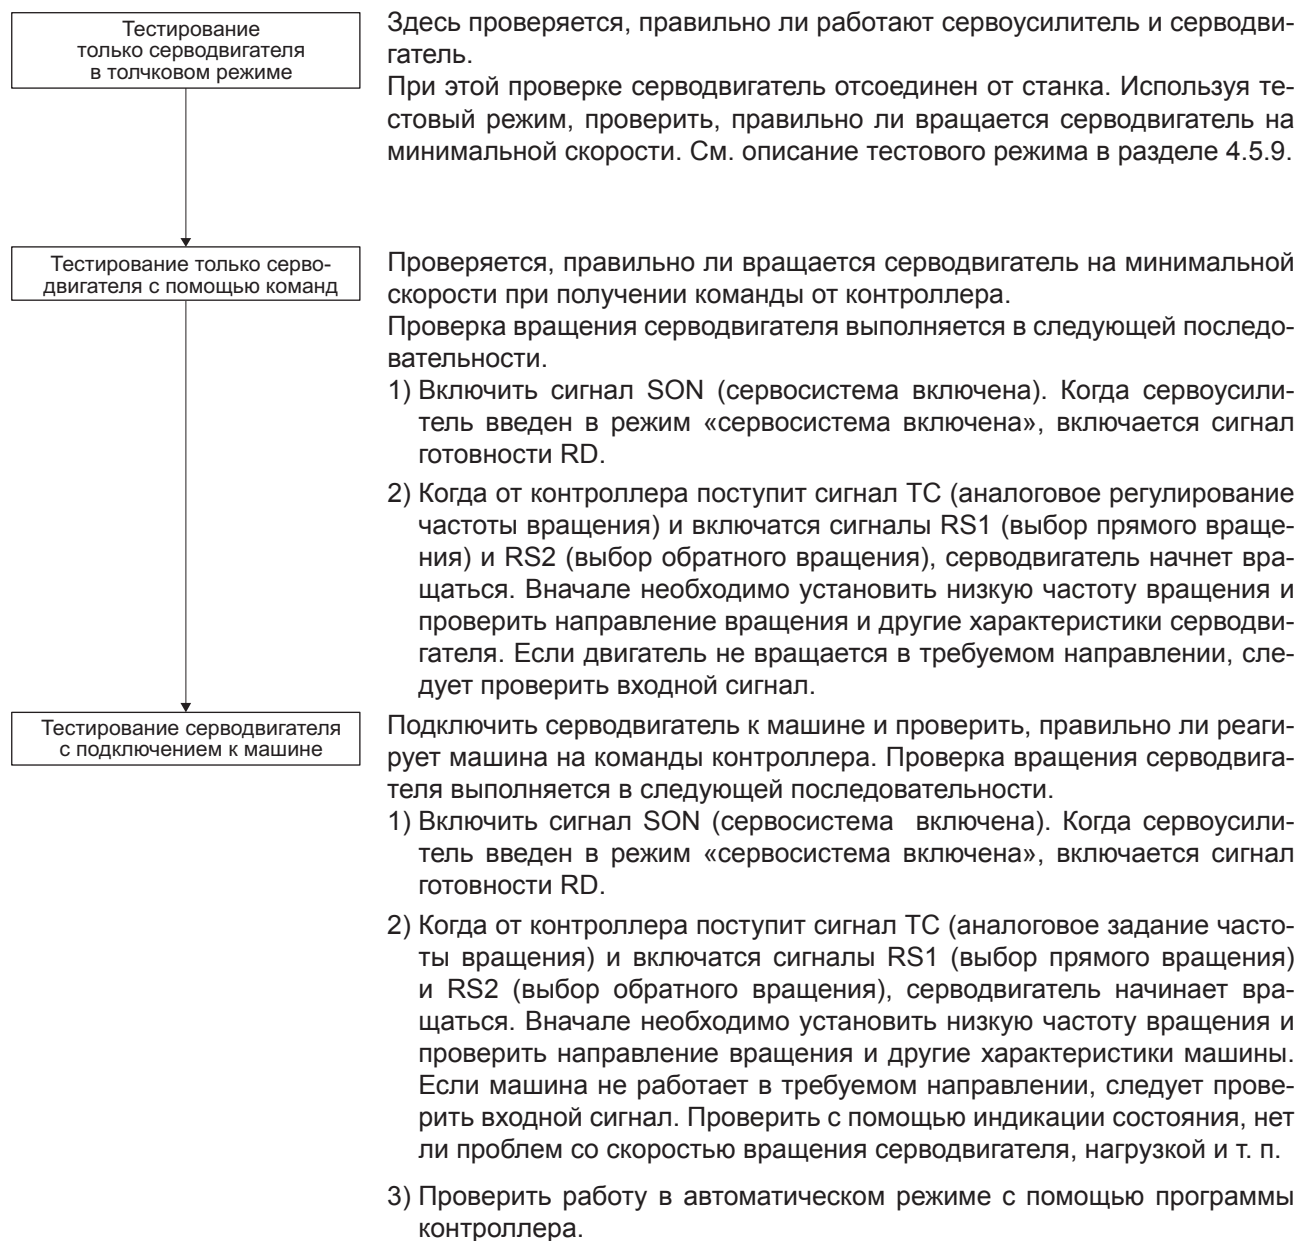 Тестирование
только серводвигателя
в толчковом режиме
Здесь проверяется, правильно ли работают сервоусилитель и серводви-
гатель.
При этой проверке серводвигатель отсоединен от станка. Используя те-
стовый режим, проверить, правильно ли вращается серводвигатель на
минимальной скорости. См. описание тестового режима в разделе 4.5.9.
Тестирование только серво-
двигателя с помощью команд
Проверяется, правильно ли вращается серводвигатель на минимальной
скорости при получении команды от контроллера.
Проверка вращения серводвигателя выполняется в следующей последо-
вательности.
1) Включить сигнал SON (сервосистема включена). Когда сервоусили-
тель введен в режим «сервосистема включена», включается сигнал
готовности RD.
2) Когда от контроллера поступит сигнал TC (аналоговое регулирование
частоты вращения) и включатся сигналы RS1 (выбор прямого враще-
ния) и RS2 (выбор обратного вращения), серводвигатель начнет вра-
щаться. Вначале необходимо установить низкую частоту вращения и
проверить направление вращения и другие характеристики серводви-
гателя. Если двигатель не вращается в требуемом направлении, сле-
дует проверить входной сигнал.
Тестирование серводвигателя
с подключением к машине
Подключить серводвигатель к машине и проверить, правильно ли реаги-
рует машина на команды контроллера. Проверка вращения серводвига-
теля выполняется в следующей последовательности.
1) Включить сигнал SON (сервосистема включена). Когда сервоусили-
тель введен в режим «сервосистема включена», включается сигнал
готовности RD.
2) Когда от контроллера поступит сигнал TC (аналоговое задание часто-
ты вращения) и включатся сигналы RS1 (выбор прямого вращения)
и RS2 (выбор обратного вращения), серводвигатель начинает вра-
щаться. Вначале необходимо установить низкую частоту вращения и
проверить направление вращения и другие характеристики машины.
Если машина не работает в требуемом направлении, следует прове-
рить входной сигнал. Проверить с помощью индикации состояния, нет
ли проблем со скоростью вращения серводвигателя, нагрузкой и т. п.
3) Проверить работу в автоматическом режиме с помощью программы
контроллера.